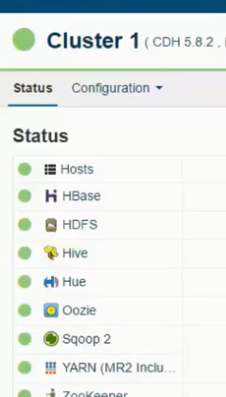 Cluster 1 ( CDH 5.8.2 ,
Status Configuration
Status
Hosts
HBase
HDFS
Hive
Hue
Oozie
Sqoop 2
YARN (MR2 Inclu...
ZooKeeper